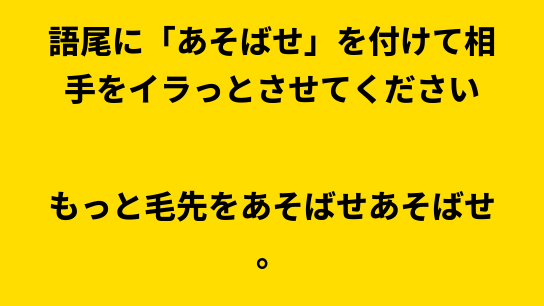 語尾に「あそばせ」を付けて相
手をイラっとさせてください
もっと毛先をあそばせあそばせ
。